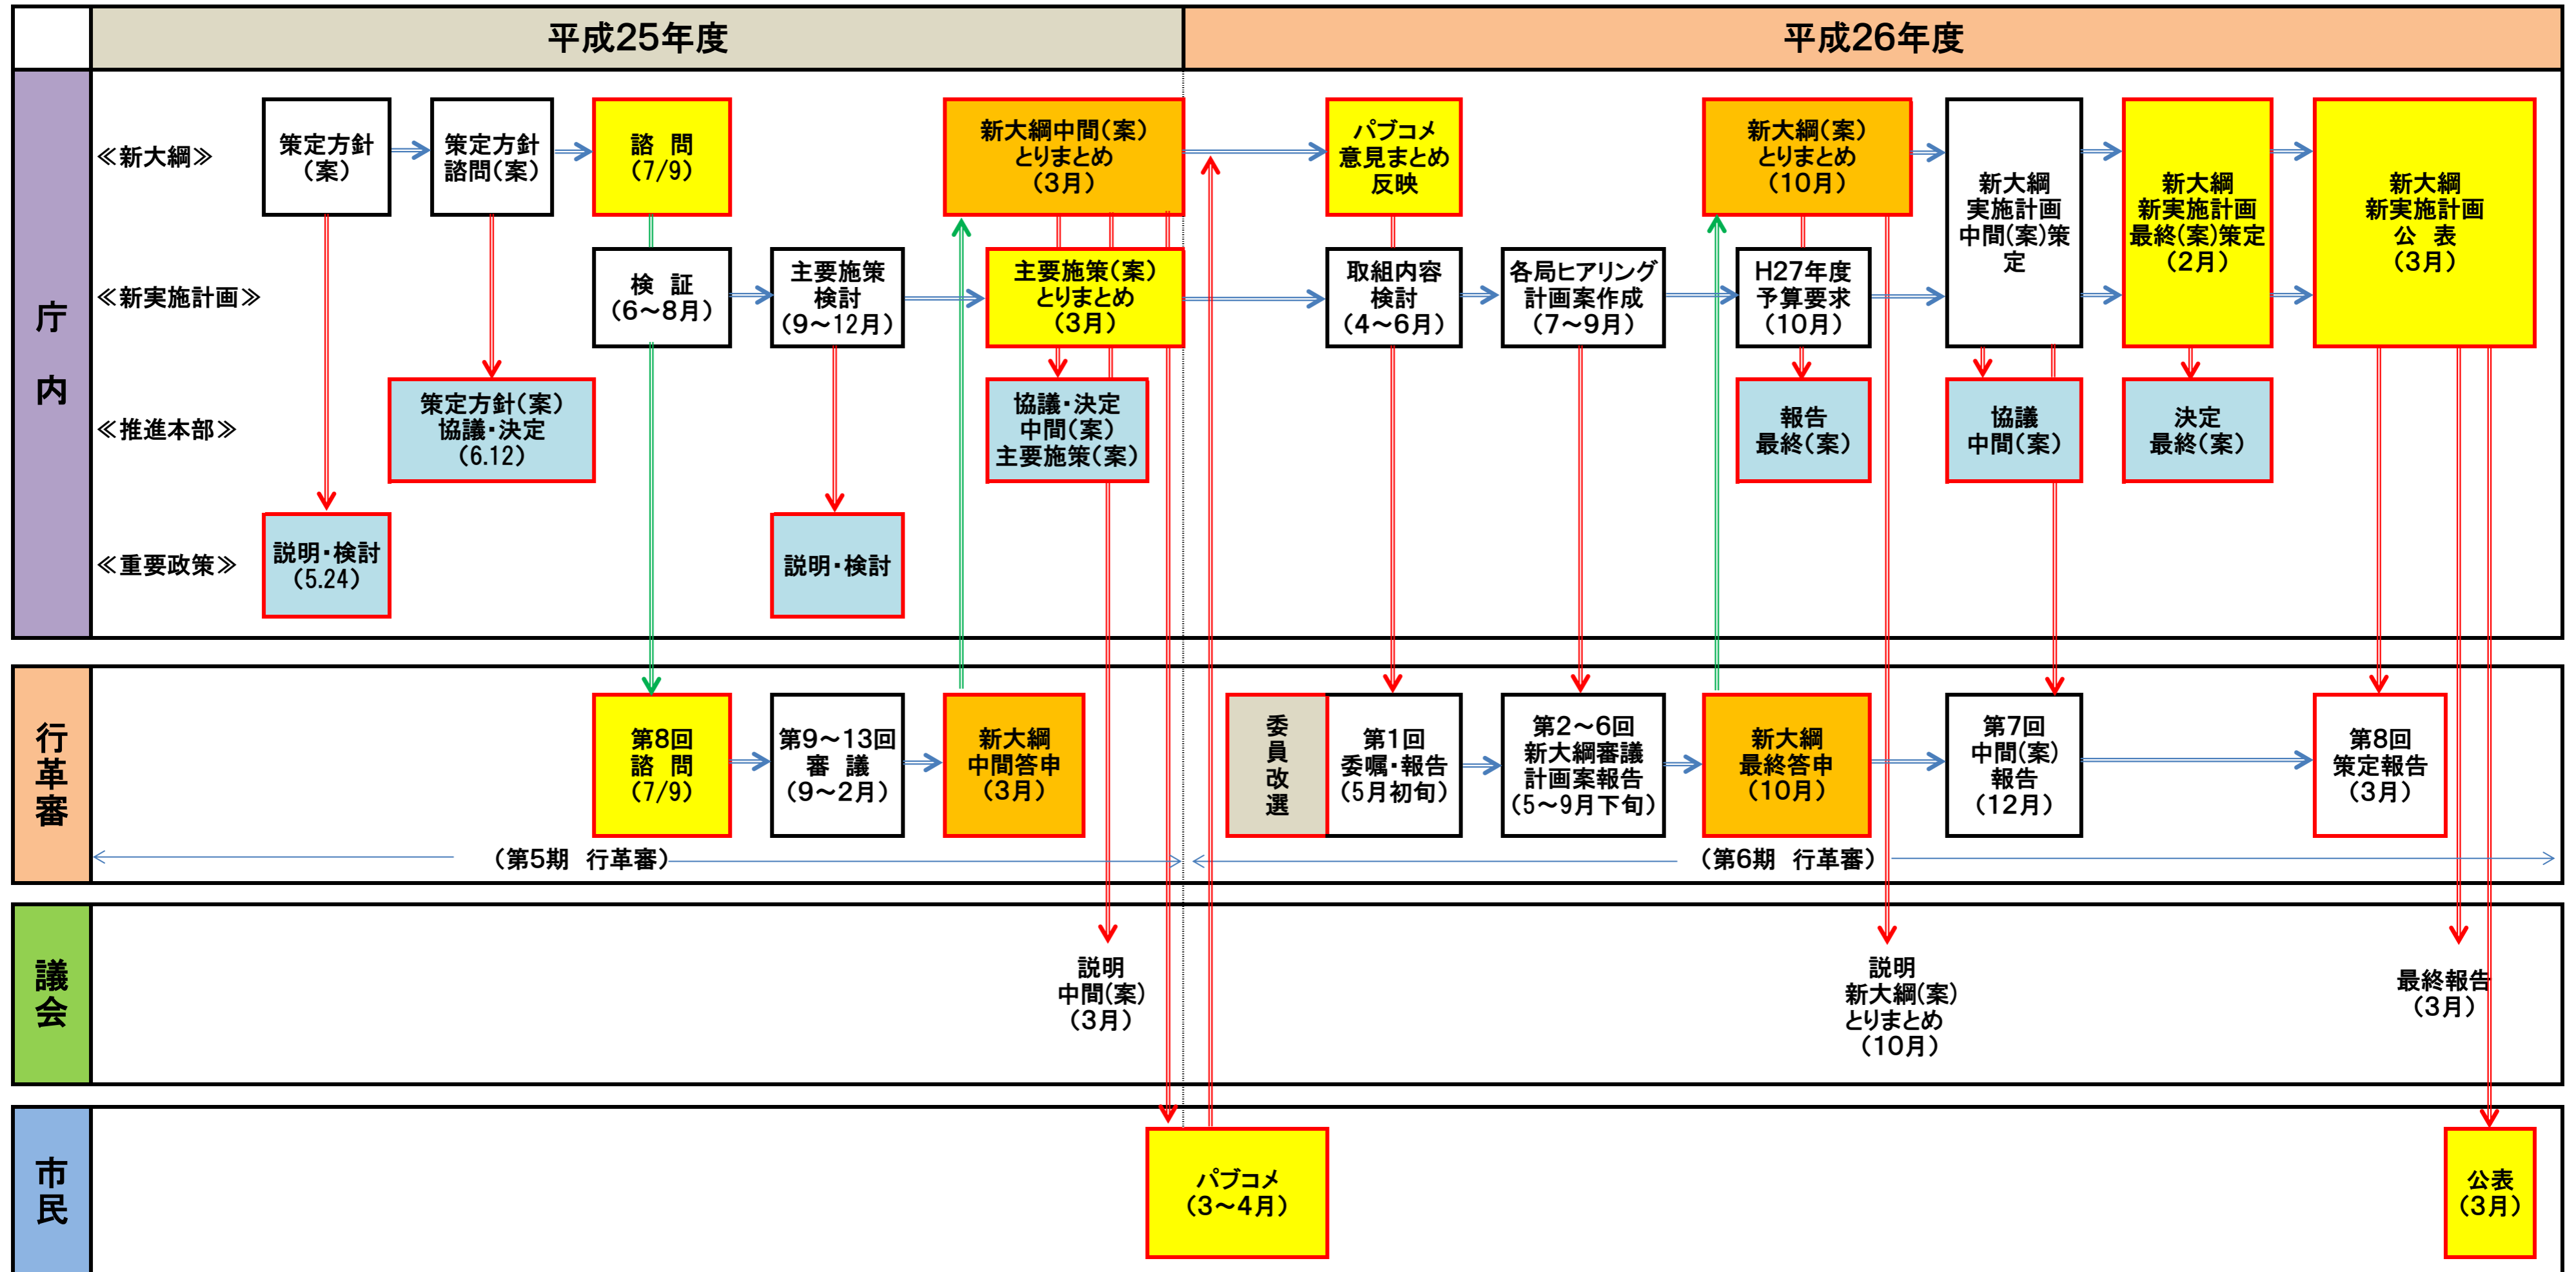 平成25年度
平成26年度
庁内
≪新大綱≫
策定方針
(案)
策定方針
諮問(案)
諮 問
(7/9)
新大綱中間(案)
とりまとめ
(3月)
パブコメ
意見まとめ
反映
新大綱(案)
とりまとめ
(10月)
新大綱
実施計画
中間(案)策
定
新大綱
新実施計画
最終(案)策定
(2月)
新大綱
新実施計画
公 表
(3月)
≪新実施計画≫
検 証
(6～8月)
主要施策
検討
(9～12月)
主要施策(案)
とりまとめ
(3月)
取組内容
検討
(4～6月)
各局ヒアリング
計画案作成
(7～9月)
H27年度
予算要求
(10月)
≪推進本部≫
策定方針(案)
協議・決定
(6.12)
協議・決定
中間(案)
主要施策(案)
報告
最終(案)
協議
中間(案)
決定
最終(案)
≪重要政策≫
説明・検討
(5.24)
説明・検討
行革審
第8回
諮 問
(7/9)
第9～13回
審 議
(9～2月)
新大綱
中間答申
(3月)
委員改選
第1回
委嘱・報告
(5月初旬)
第2～6回
新大綱審議
計画案報告
(5～9月下旬)
新大綱
最終答申
(10月)
第7回
中間(案)
報告
(12月)
第8回
策定報告
(3月)
(第5期 行革審)
(第6期 行革審)
議会
説明
中間(案)
(3月)
説明
新大綱(案)
とりまとめ
(10月)
最終報告
(3月)
市民
パブコメ
(3～4月)
公表
(3月)